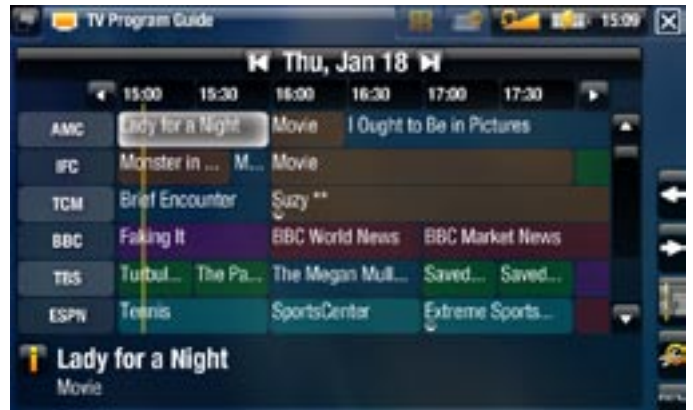 TV Program Guide 15:09
Thu, Jan 18
15:00 15:30 16:00 16:30 17:00 17:30
AMC Lady for a Night Movie I Ought to Be in Pictures
IFC Monster in ... M... Movie
TCM Brief Encounter Suzy **
BBC Faking It BBC World News BBC Market News
TBS Turbul... The Pa... The Megan Mull... Saved... Saved...
ESPN Tennis SportsCenter Extreme Sports...
Lady for a Night
Movie